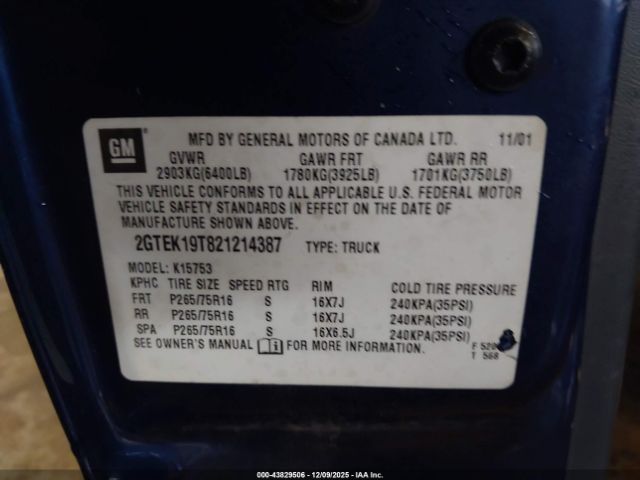 GM
MFD BY GENERAL MOTORS OF CANADA LTD. 11/01
GVWR GAWR FRT GAWR RR
2903KG(6400LB) 1780KG(3925LB) 1701KG(3750LB)
THIS VEHICLE CONFORMS TO ALL APPLICABLE U.S. FEDERAL MOTOR
VEHICLE SAFETY STANDARDS IN EFFECT ON THE DATE OF
MANUFACTURE SHOWN ABOVE.
2GTEK19T821214387 TYPE: TRUCK
MODEL: K15753
KPHC TIRE SIZE SPEED RTG RIM COLD TIRE PRESSURE
FRT P265/75R16 S 16X7J 240KPA(35PSI)
RR P265/75R16 S 16X7J 240KPA(35PSI)
SPA P265/75R16 S 16X6.5J 240KPA(35PSI)
SEE OWNER'S MANUAL FOR MORE INFORMATION.
F
T 568
000-43829506 - 12/09/2025 - IAA Inc.